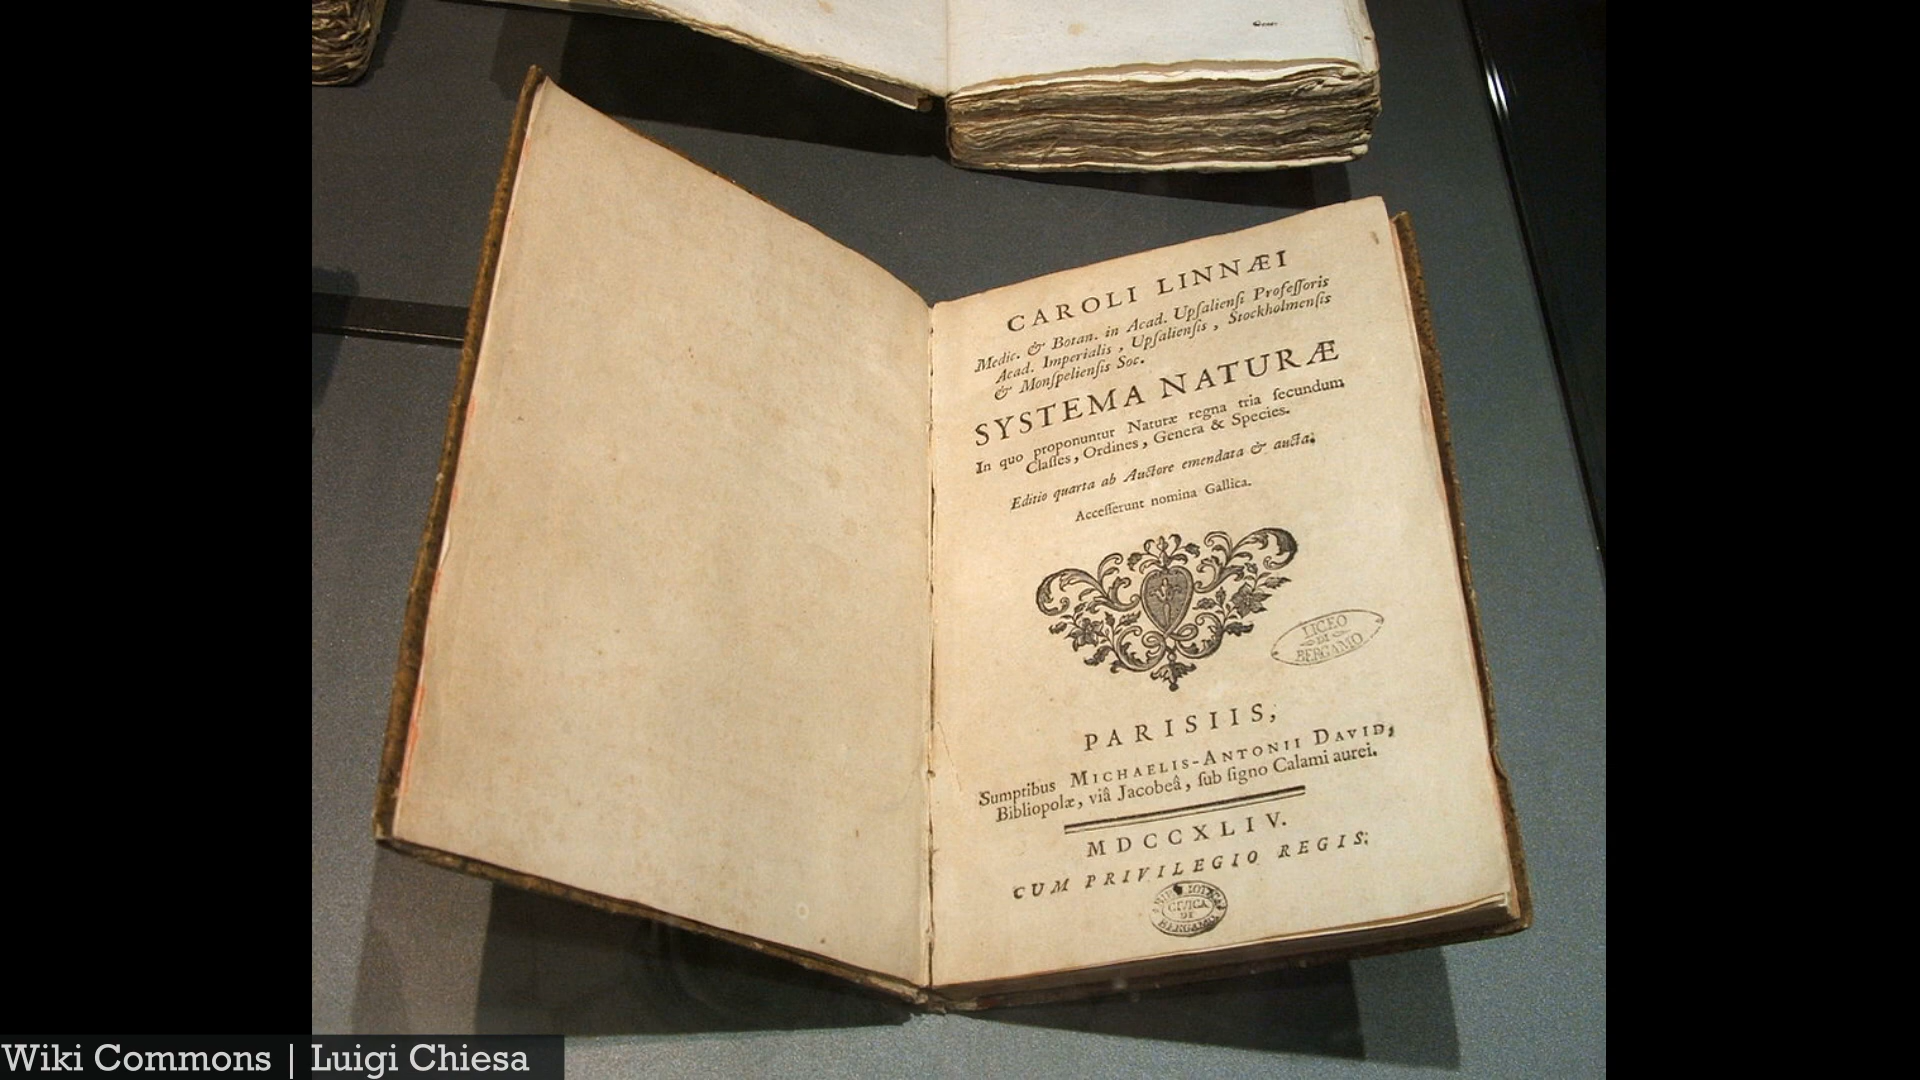 CAROLI LINNÆI
Medic. & Botan. in Acad. Upſalienſi Profeſſoris
Acad. Imperialis, Upſalienſis, Stockholmenſis
& Monſpelienſis Soc.
SYSTEMA NATURÆ
In quo proponuntur Naturæ regna tria ſecundum
Claſſes, Ordines, Genera & Species.
Editio quarta ab Auctore emendata & aucta.
Acceſſerunt nomina Gallica.
LICEO
DI
BERGAMO
PARISIIS,
Sumptibus MICHAELIS-ANTONII DAVID,
Bibliopolæ, viâ Jacobeâ, ſub ſigno Calami aurei.
MDCCXLIV.
CUM PRIVILEGIO REGIS.
CIVICA
DI
BERGAMO
Wiki Commons | Luigi Chiesa